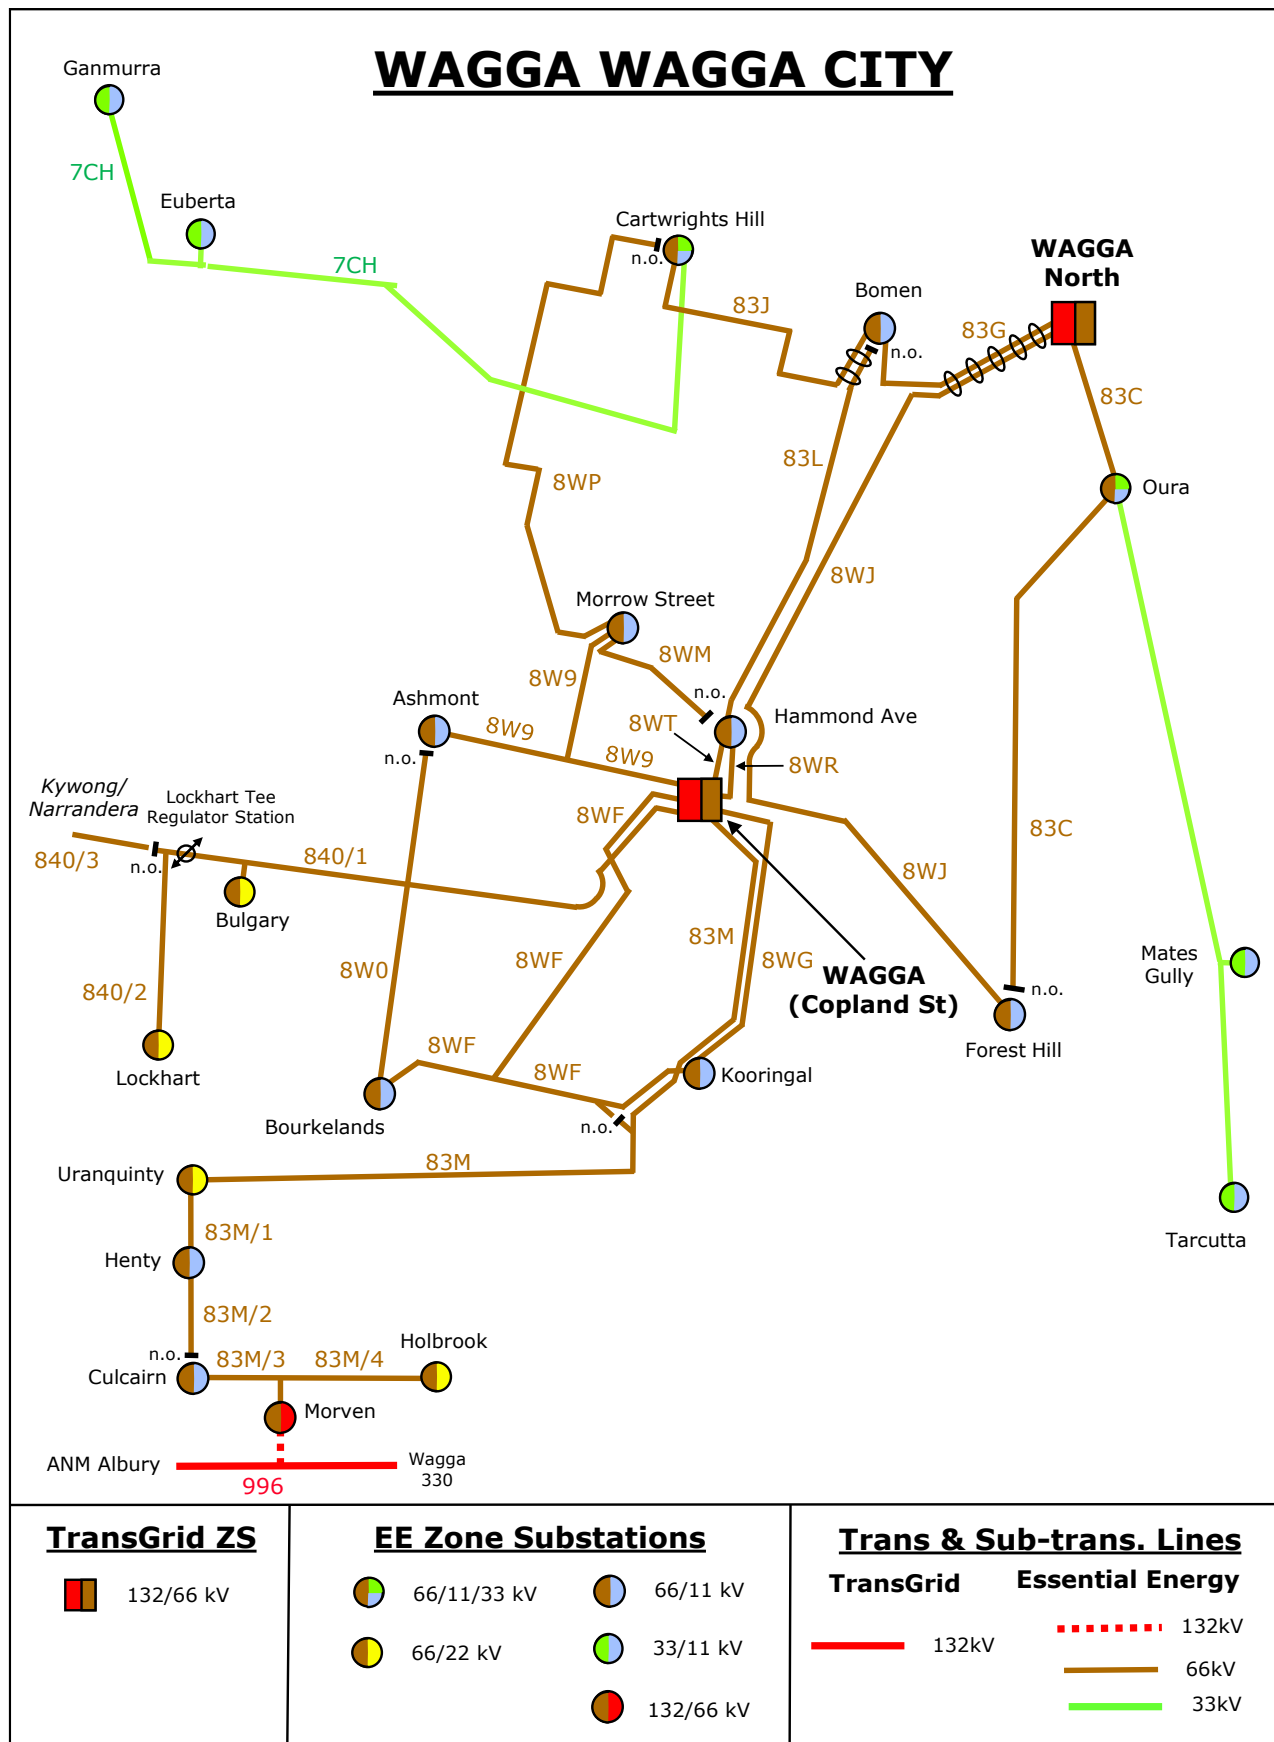 WAGGA WAGGA CITY
Ganmurra
7CH
Euberta
7CH
Cartwrights Hill
n.o.
WAGGA
North
Bomen
83J
83G
n.o.
83C
83L
8WP
Oura
8WJ
Morrow Street
8WM
8W9
n.o.
Ashmont
8W9
8WT
Hammond Ave
n.o.
8W9
8WR
Kywong/
Narrandera
Lockhart Tee
Regulator Station
8WF
840/3
n.o.
840/1
83C
8WJ
Bulgary
83M
8WG
8WF
8W0
WAGGA
(Copland St)
Mates
Gully
840/2
n.o.
8WF
Forest Hill
Lockhart
8WF
Kooringal
Bourkelands
n.o.
83M
Uranquinty
83M/1
Tarcutta
Henty
83M/2
Holbrook
n.o.
83M/3
83M/4
Culcairn
Morven
ANM Albury
Wagga
330
996
TransGrid ZS
132/66 kV
EE Zone Substations
66/11/33 kV
66/11 kV
66/22 kV
33/11 kV
132/66 kV
Trans & Sub-trans. Lines
TransGrid
Essential Energy
132kV
132kV
66kV
33kV